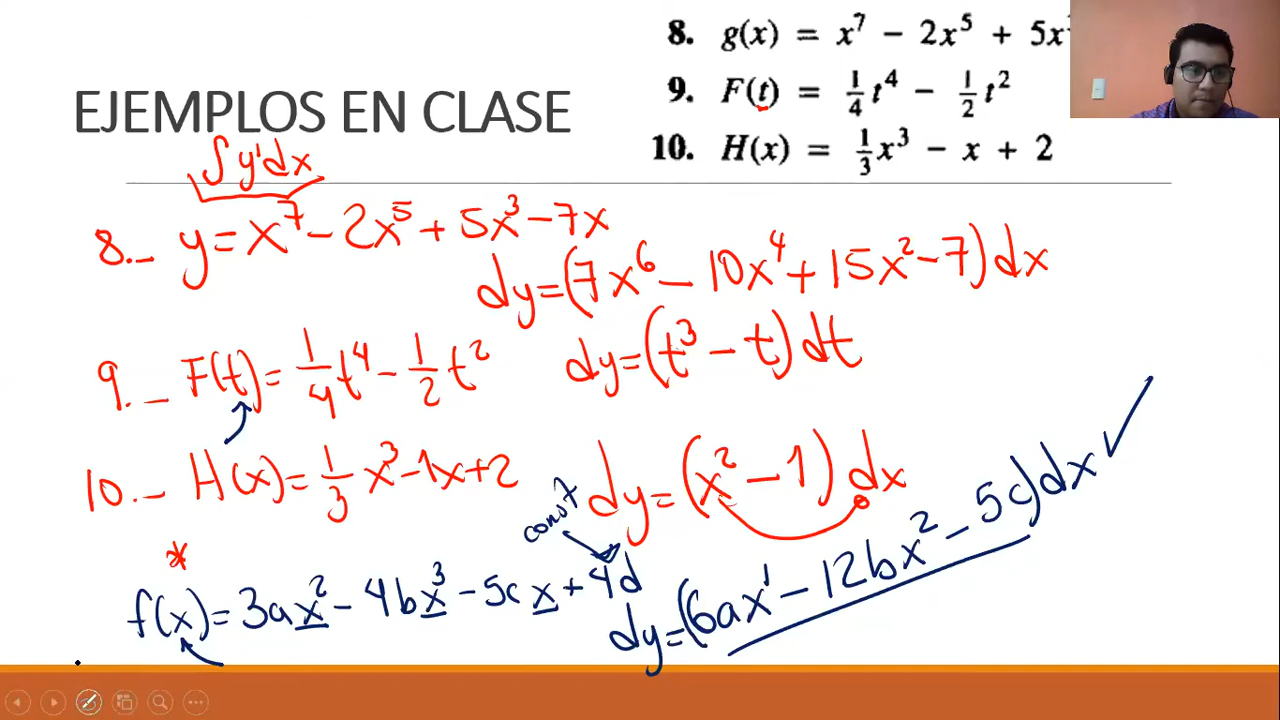 8. g(x) = x⁷ − 2x⁵ + 5x
9. F(t) = 1/4 t⁴ − 1/2 t²
10. H(x) = 1/3 x³ − x + 2
EJEMPLOS EN CLASE
∫y'dx
8._ y = x⁷ − 2x⁵ + 5x³ − 7x
dy = (7x⁶ − 10x⁴ + 15x² − 7)dx
9._ F(t) = 1/4 t⁴ − 1/2 t²
dy = (t³ − t)dt
10._ H(x) = 1/3 x³ − 1x + 2
dy = (x² − 1)dx
const
*
f(x) = 3ax² − 4bx³ − 5cx + 4d
dy = (6ax¹ − 12bx² − 5c)dx ✓